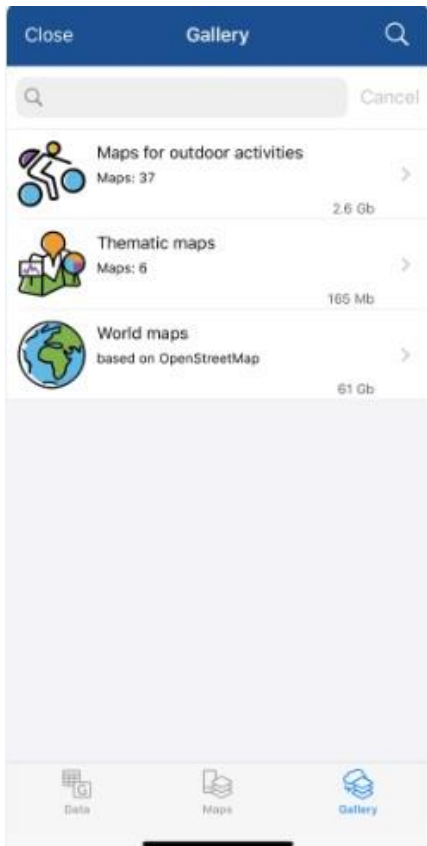 Close
Gallery
Cancel
Maps for outdoor activities
Maps: 37
2.6 Gb
Thematic maps
Maps: 6
165 Mb
World maps
based on OpenStreetMap
61 Gb
G
Data
Maps
Gallery